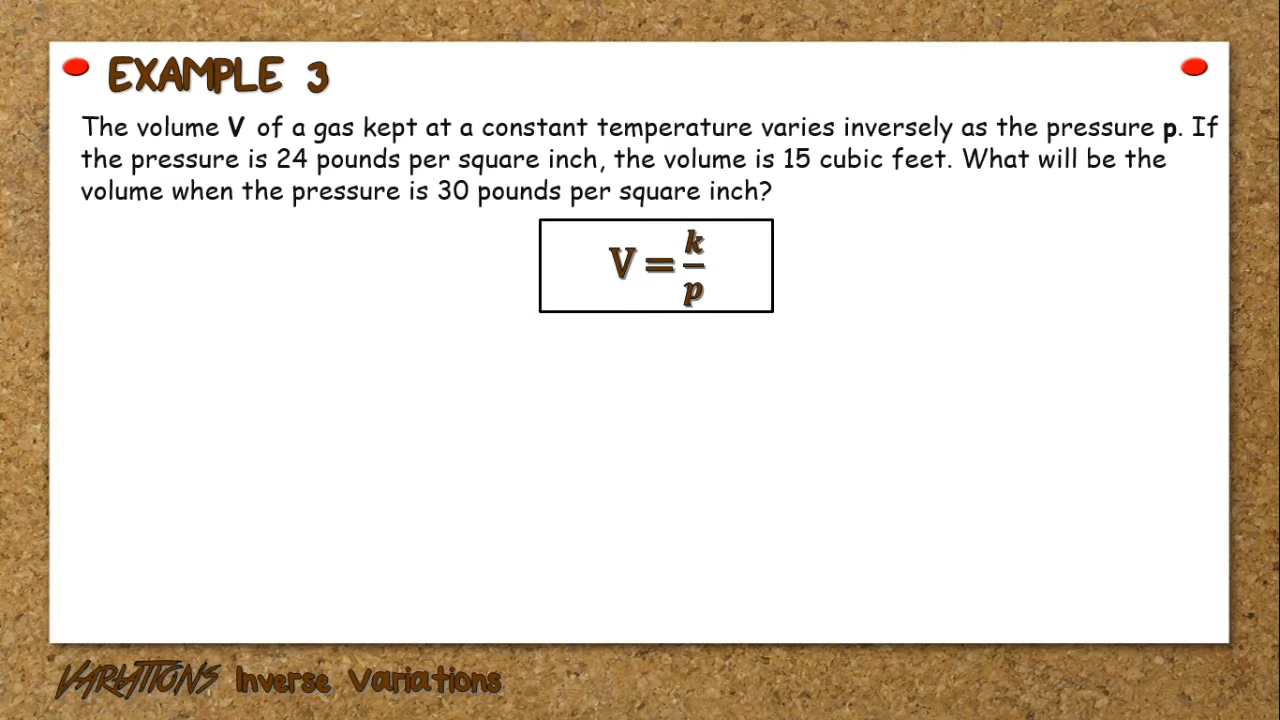 EXAMPLE 3
The volume V of a gas kept at a constant temperature varies inversely as the pressure p. If
the pressure is 24 pounds per square inch, the volume is 15 cubic feet. What will be the
volume when the pressure is 30 pounds per square inch?
V = k/p
VARIATIONS Inverse Variations